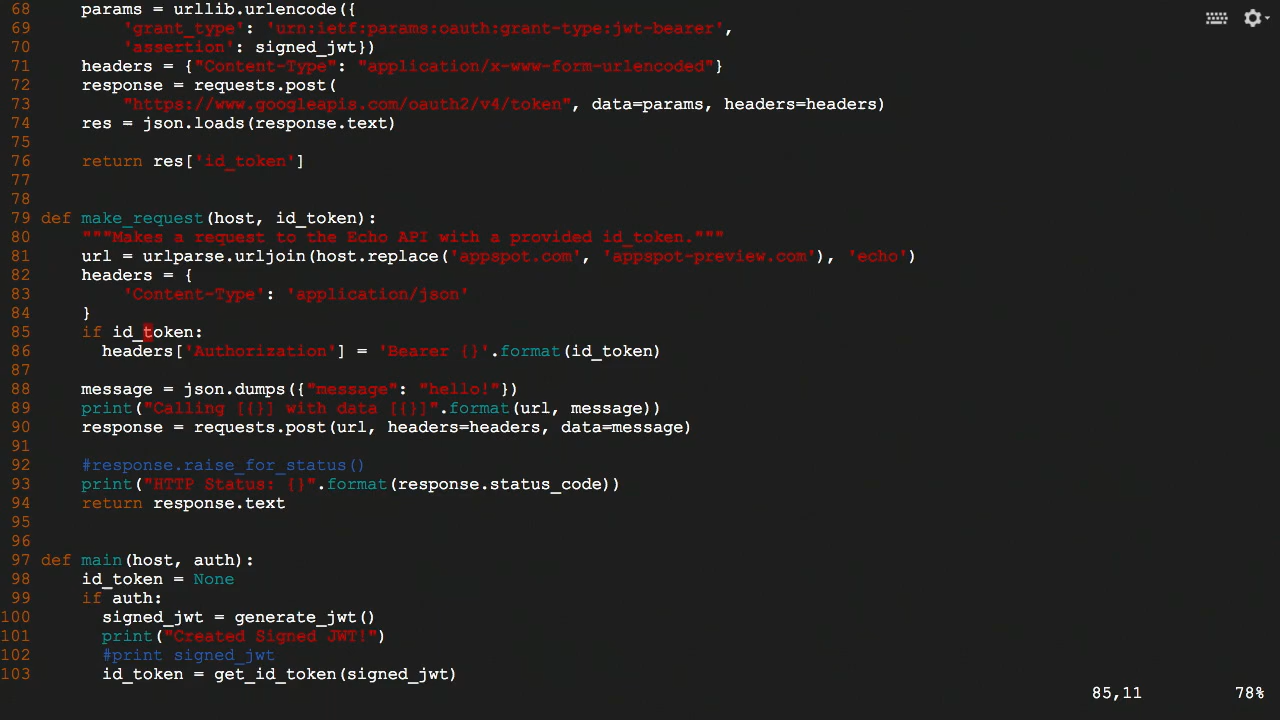 68     params = urllib.urlencode({
69         'grant_type': 'urn:ietf:params:oauth:grant-type:jwt-bearer',
70         'assertion': signed_jwt})
71     headers = {"Content-Type": "application/x-www-form-urlencoded"}
72     response = requests.post(
73         "https://www.googleapis.com/oauth2/v4/token", data=params, headers=headers)
74     res = json.loads(response.text)
75
76     return res['id_token']
77
78
79 def make_request(host, id_token):
80     """Makes a request to the Echo API with a provided id_token."""
81     url = urlparse.urljoin(host.replace('appspot.com', 'appspot-preview.com'), 'echo')
82     headers = {
83         'Content-Type': 'application/json'
84     }
85     if id_token:
86       headers['Authorization'] = 'Bearer {}'.format(id_token)
87
88     message = json.dumps({"message": "hello!"})
89     print("Calling [{}] with data [{}]".format(url, message))
90     response = requests.post(url, headers=headers, data=message)
91
92     #response.raise_for_status()
93     print("HTTP Status: {}".format(response.status_code))
94     return response.text
95
96
97 def main(host, auth):
98     id_token = None
99     if auth:
100       signed_jwt = generate_jwt()
101       print("Created Signed JWT!")
102       #print signed_jwt
103       id_token = get_id_token(signed_jwt)
85,11 78%